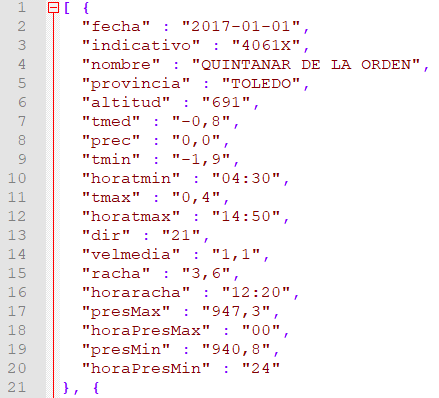 1 [ {
2 "fecha" : "2017-01-01",
3 "indicativo" : "4061X",
4 "nombre" : "QUINTANAR DE LA ORDEN",
5 "provincia" : "TOLEDO",
6 "altitud" : "691",
7 "tmed" : "-0,8",
8 "prec" : "0,0",
9 "tmin" : "-1,9",
10 "horatmin" : "04:30",
11 "tmax" : "0,4",
12 "horatmax" : "14:50",
13 "dir" : "21",
14 "velmedia" : "1,1",
15 "racha" : "3,6",
16 "horaracha" : "12:20",
17 "presMax" : "947,3",
18 "horaPresMax" : "00",
19 "presMin" : "940,8",
20 "horaPresMin" : "24"
21 }, {